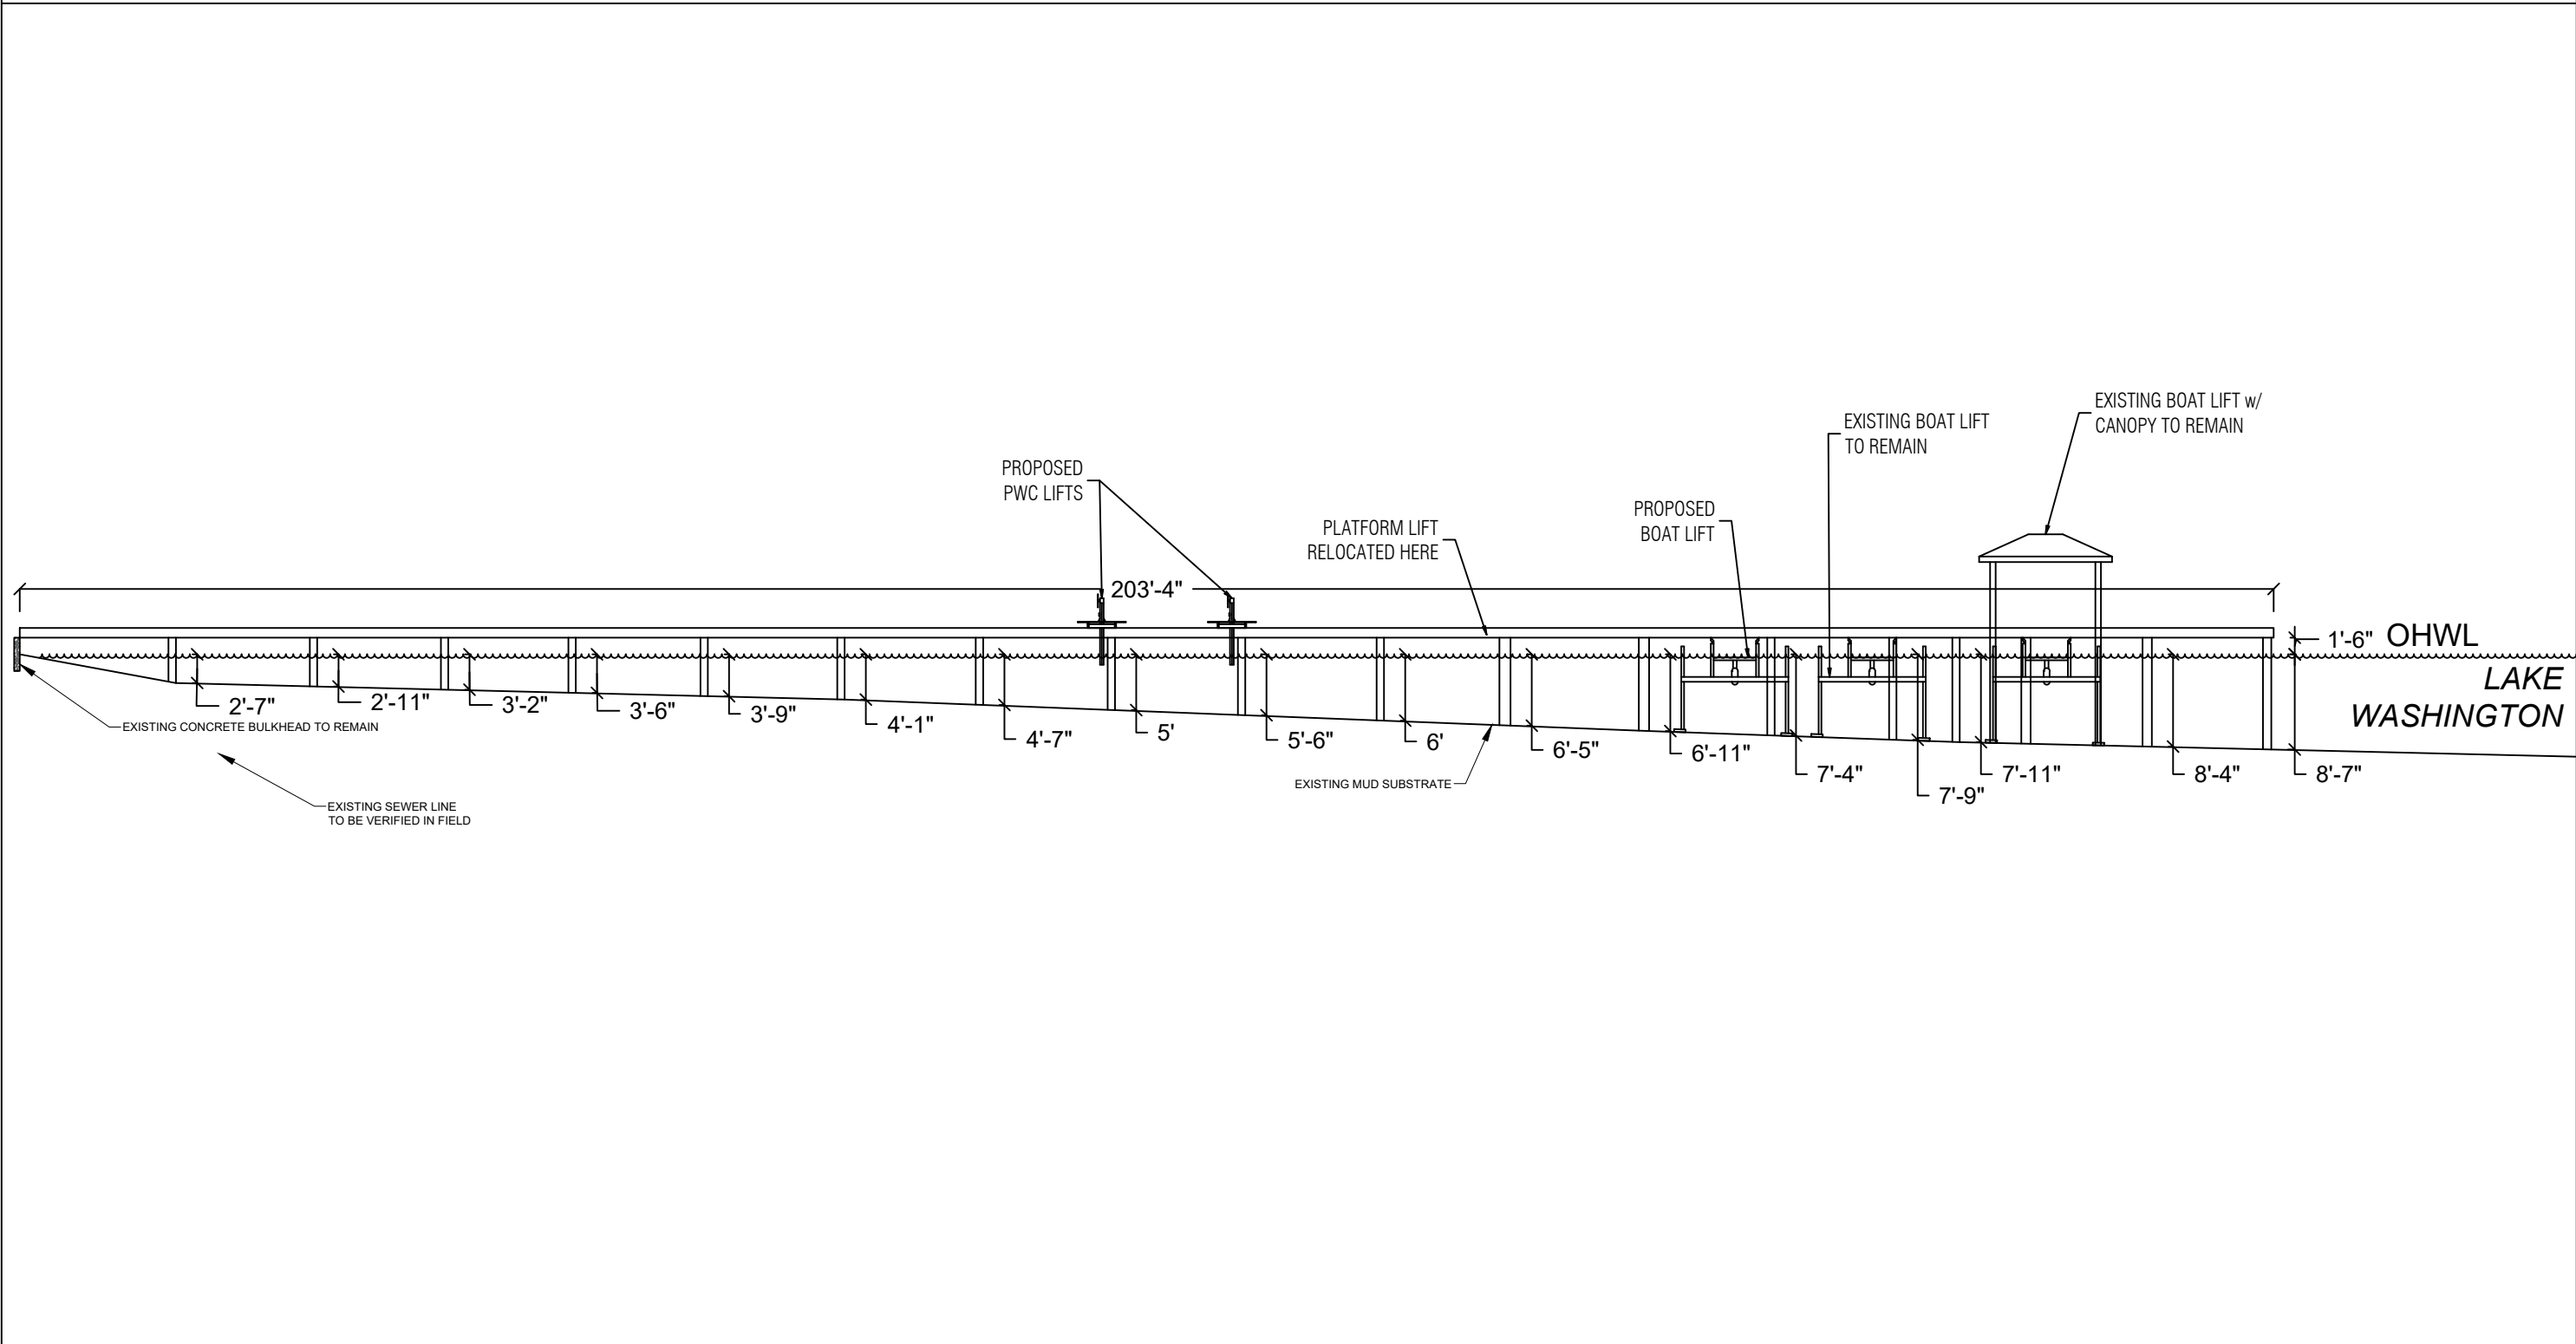 EXISTING BOAT LIFT w/
CANOPY TO REMAIN
EXISTING BOAT LIFT
TO REMAIN
PROPOSED
PWC LIFTS
PROPOSED
BOAT LIFT
PLATFORM LIFT
RELOCATED HERE
203'-4"
1'-6" OHWL
LAKE
WASHINGTON
2'-7"
2'-11"
3'-2"
3'-6"
3'-9"
4'-1"
4'-7"
5'
5'-6"
6'
6'-5"
6'-11"
7'-4"
7'-9"
7'-11"
8'-4"
8'-7"
EXISTING CONCRETE BULKHEAD TO REMAIN
EXISTING MUD SUBSTRATE
EXISTING SEWER LINE
TO BE VERIFIED IN FIELD